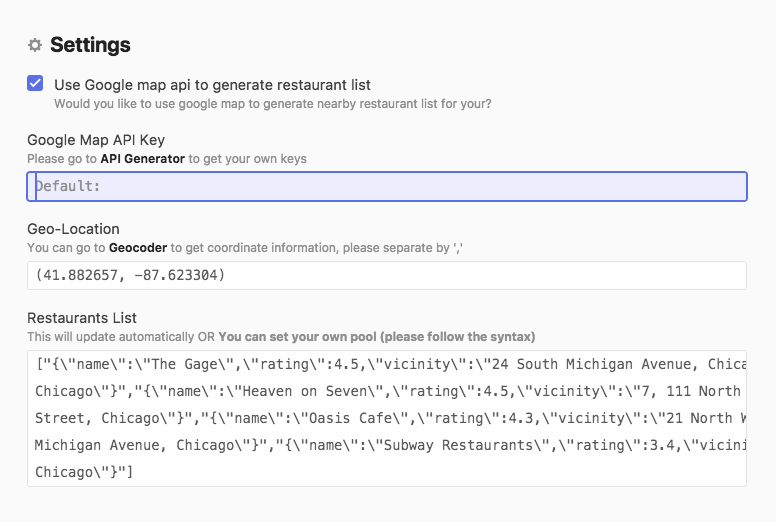 Settings
Use Google map api to generate restaurant list
Would you like to use google map to generate nearby restaurant list for your?
Google Map API Key
Please go to API Generator to get your own keys
Default:
Geo-Location
You can go to Geocoder to get coordinate information, please separate by ','
(41.882657, -87.623304)
Restaurants List
This will update automatically OR You can set your own pool (please follow the syntax)
["{\"name\":\"The Gage\",\"rating\":4.5,\"vicinity\":\"24 South Michigan Avenue, Chica
Chicago\"}","{\"name\":\"Heaven on Seven\",\"rating\":4.5,\"vicinity\":\"7, 111 North
Street, Chicago\"}","{\"name\":\"Oasis Cafe\",\"rating\":4.3,\"vicinity\":\"21 North W
Michigan Avenue, Chicago\"}","{\"name\":\"Subway Restaurants\",\"rating\":3.4,\"vicini
Chicago\"}"]